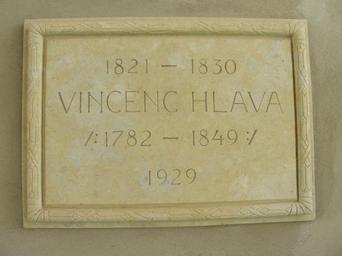 1821 — 1830
VINCENC HLAVA
/: 1782 — 1849 :/
1929